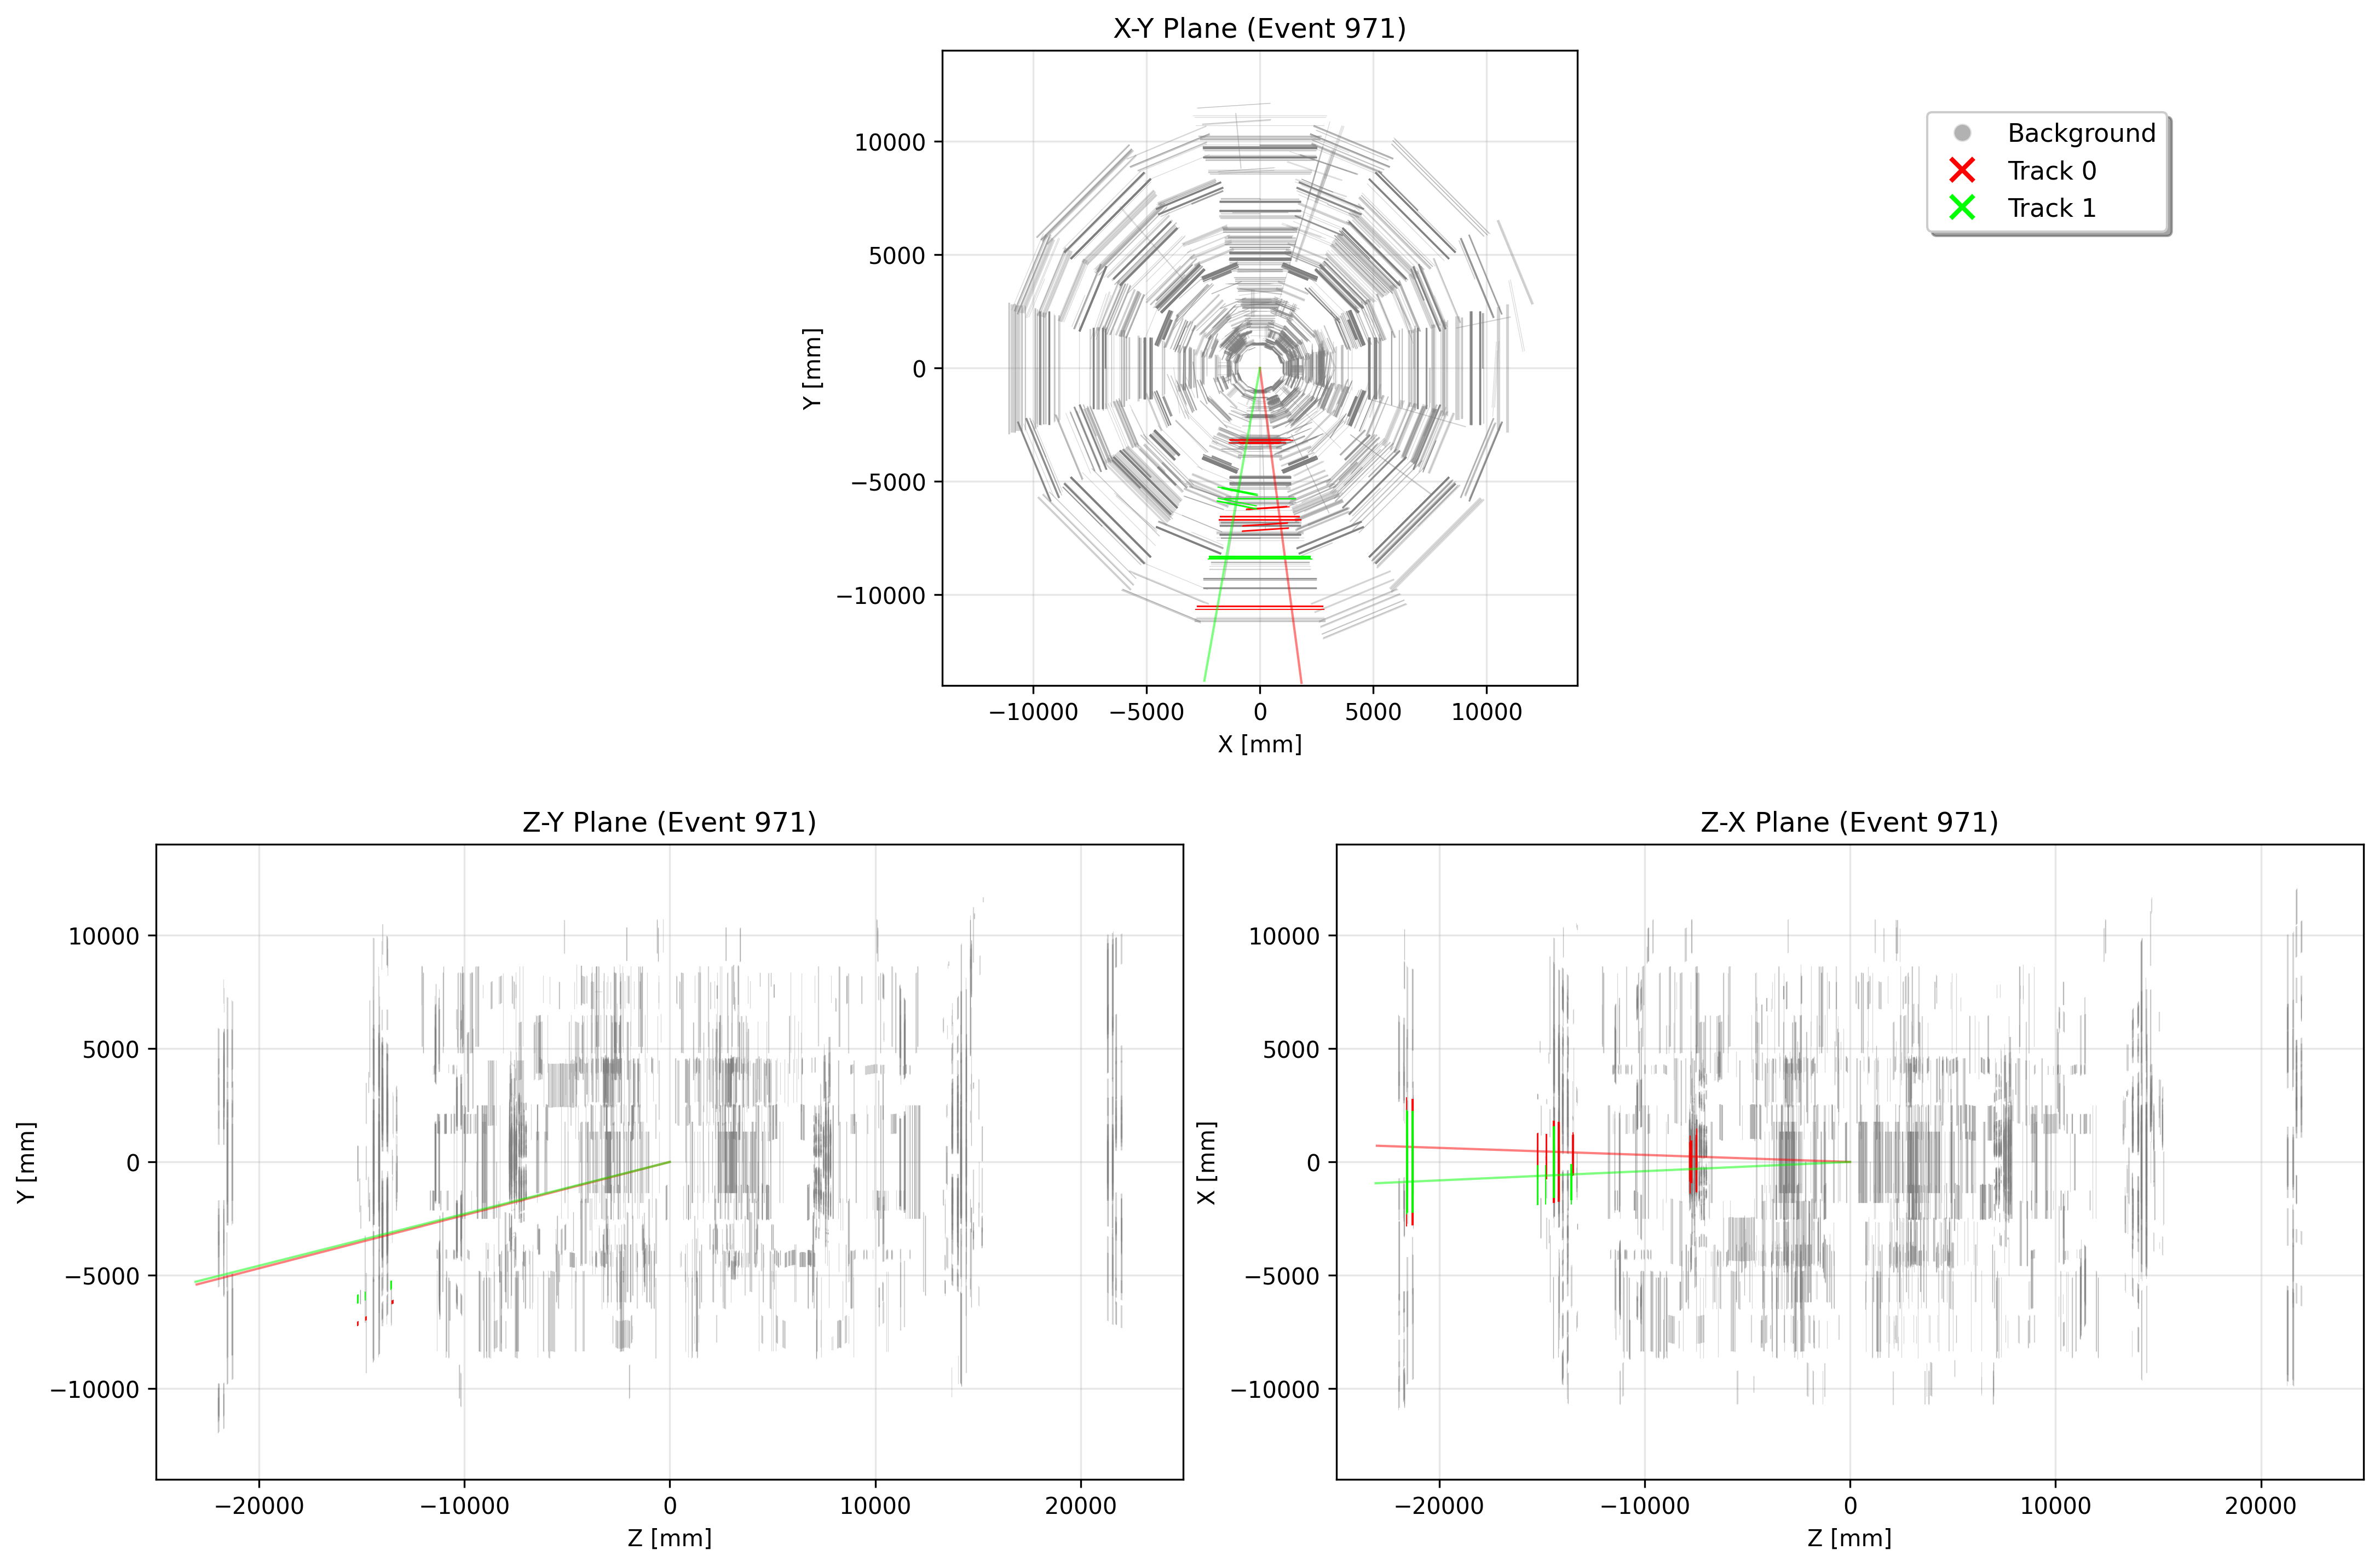 X-Y Plane (Event 971)
Y [mm]
10000
5000
0
−5000
−10000
−10000 −5000 0 5000 10000
X [mm]
Background
Track 0
Track 1
Z-Y Plane (Event 971)
Y [mm]
10000
5000
0
−5000
−10000
−20000 −10000 0 10000 20000
Z [mm]
Z-X Plane (Event 971)
X [mm]
10000
5000
0
−5000
−10000
−20000 −10000 0 10000 20000
Z [mm]